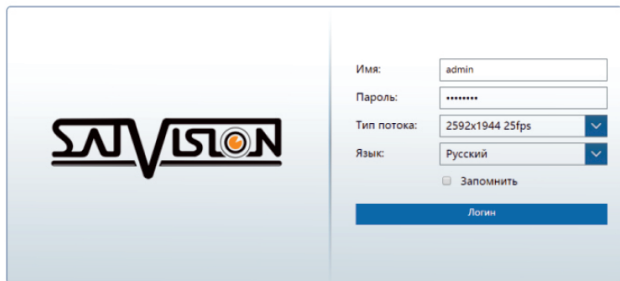 SATVISION
Имя: admin
Пароль: ••••••••
Тип потока: 2592x1944 25fps
Язык: Русский
Запомнить
Логин